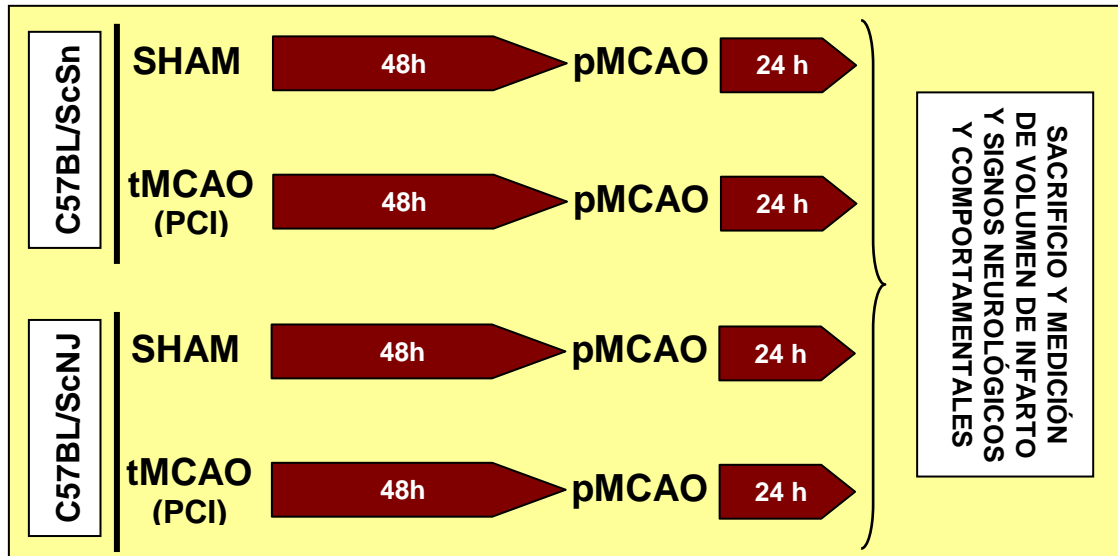 C57BL/ScSn
SHAM
48h
pMCAO
24 h
tMCAO
(PCI)
48h
pMCAO
24 h
C57BL/ScNJ
SHAM
48h
pMCAO
24 h
tMCAO
(PCI)
48h
pMCAO
24 h
SACRIFICIO Y MEDICIÓN
DE VOLUMEN DE INFARTO
Y SIGNOS NEUROLÓGICOS
Y COMPORTAMENTALES